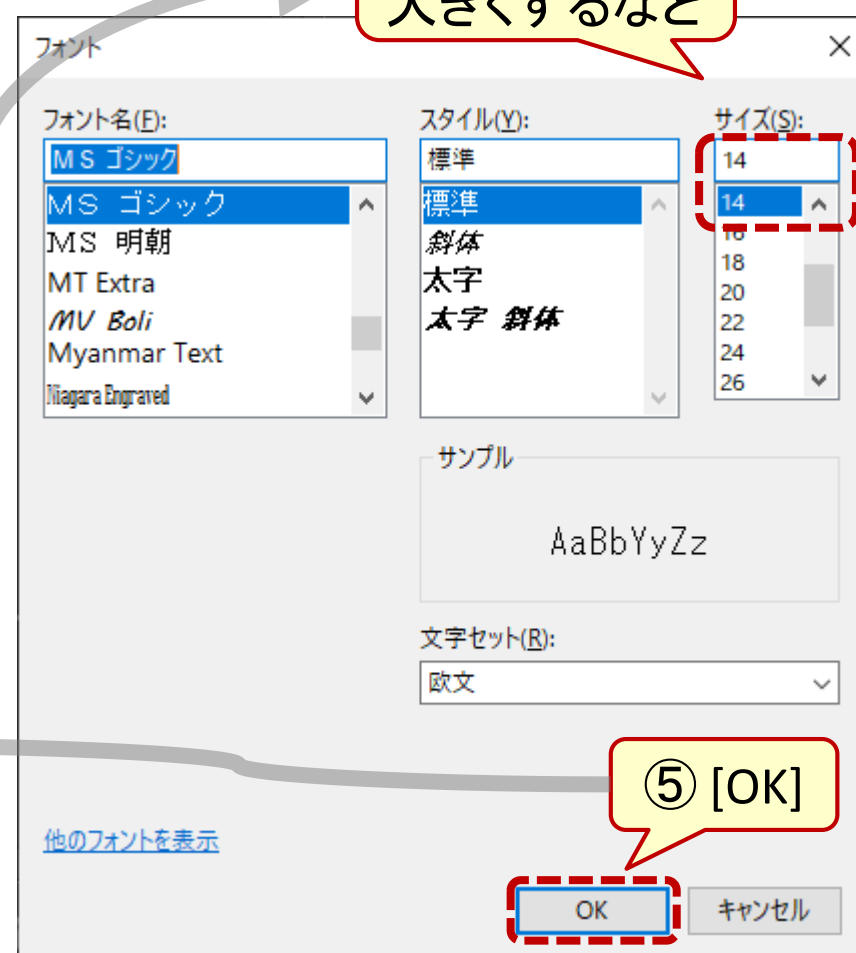 大きくするなど
フォント
フォント名(F):
スタイル(Y):
サイズ(S):
ＭＳ ゴシック
標準
14
ＭＳ ゴシック
ＭＳ 明朝
MT Extra
MV Boli
Myanmar Text
Niagara Engraved
標準
斜体
太字
太字 斜体
14
16
18
20
22
24
26
サンプル
AaBbYyZz
文字セット(R):
欧文
⑤ [OK]
他のフォントを表示
OK
キャンセル